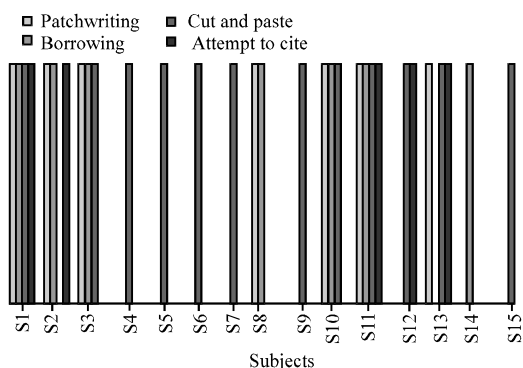 Patchwriting Cut and paste
Borrowing Attempt to cite
S1 S2 S3 S4 S5 S6 S7 S8 S9 S10 S11 S12 S13 S14 S15
Subjects